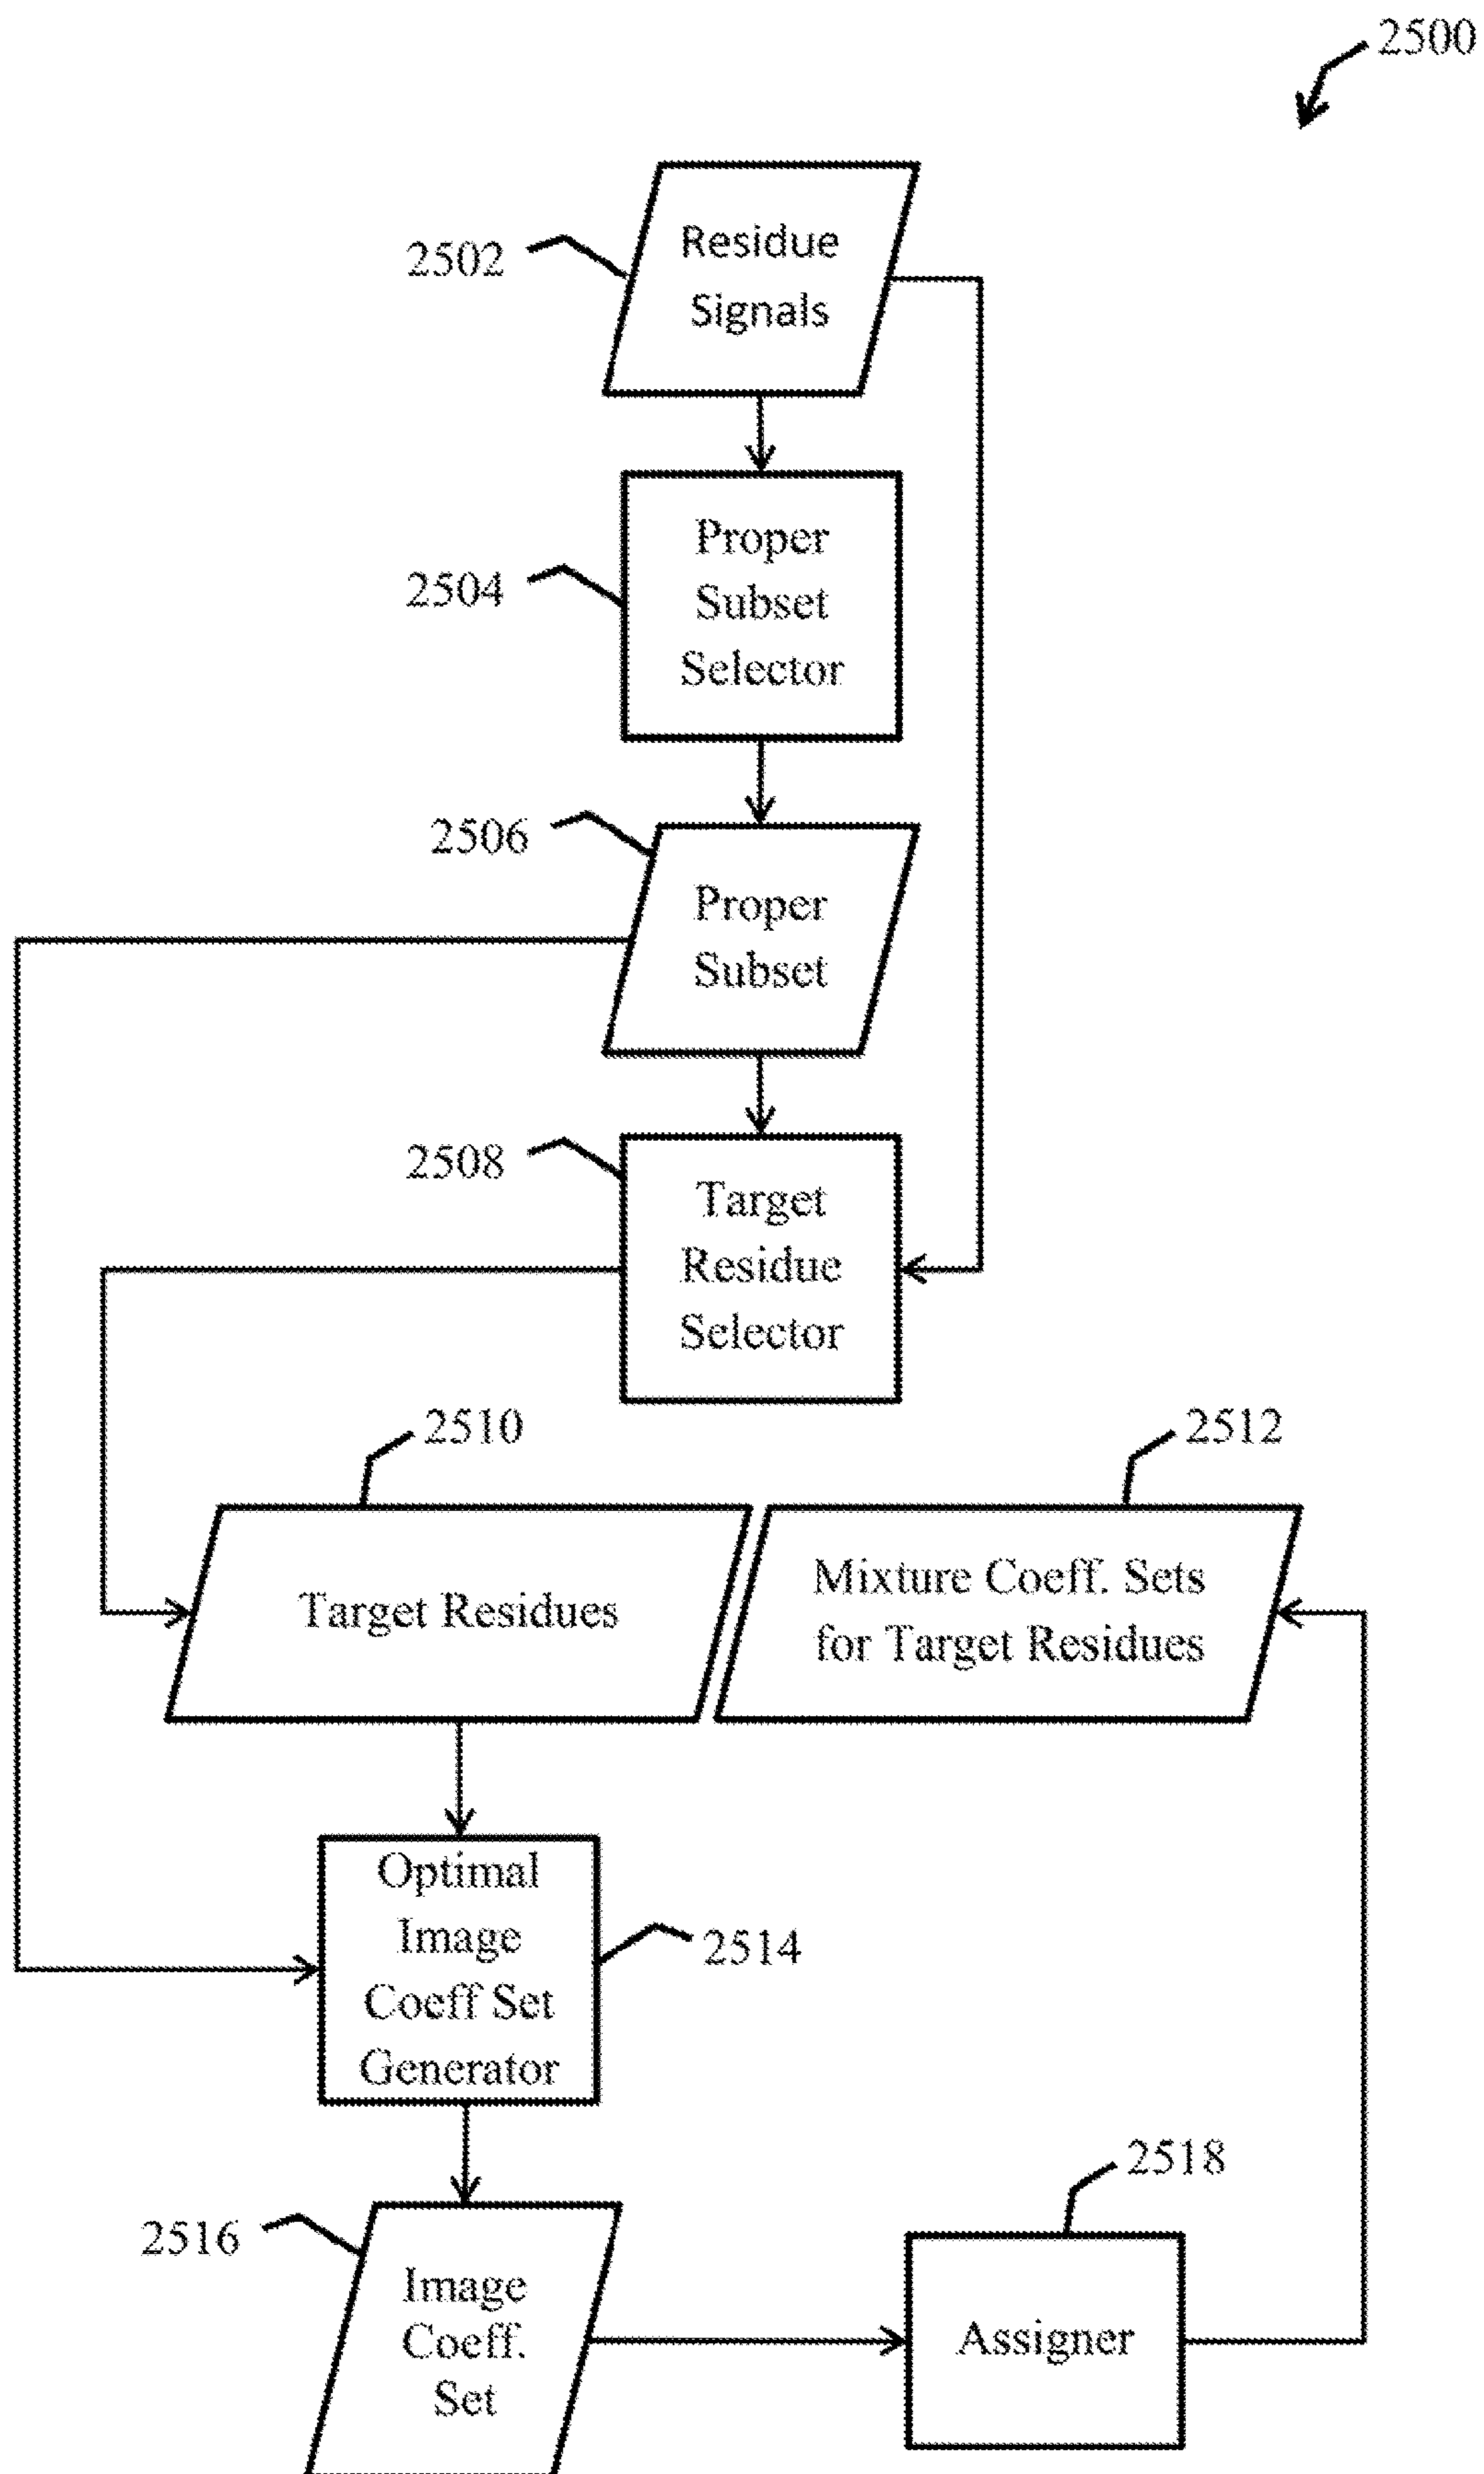 2500
2502
Residue
Signals
2504
Proper
Subset
Selector
2506
Proper
Subset
2508
Target
Residue
Selector
2510
2512
Target Residues
Mixture Coeff. Sets
for Target Residues
Optimal
Image
Coeff Set
Generator
2514
2518
2516
Image
Coeff.
Set
Assigner